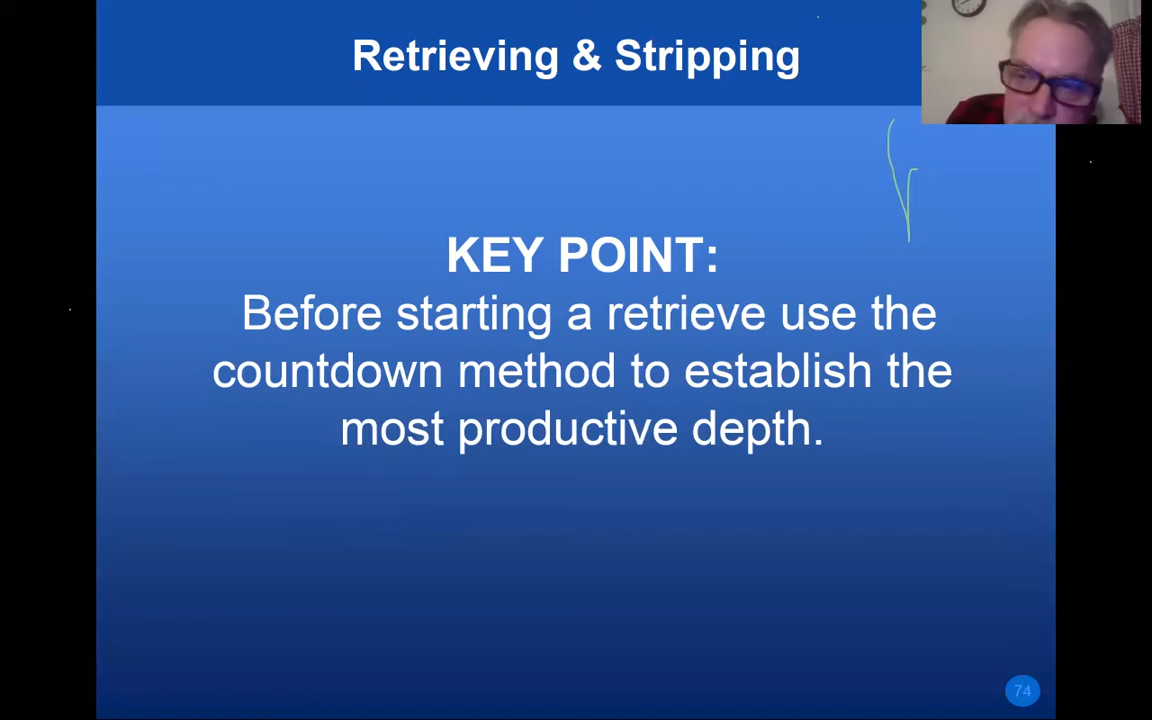 Retrieving & Stripping
KEY POINT:
Before starting a retrieve use the
countdown method to establish the
most productive depth.
74